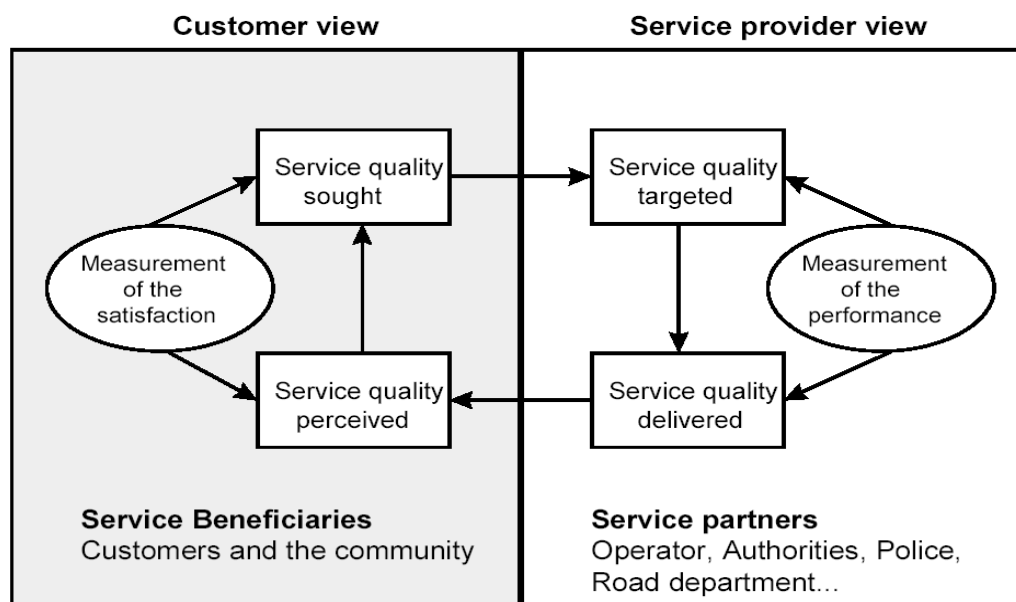 Customer view
Service provider view
Service quality
sought
Service quality
targeted
Measurement
of the
satisfaction
Measurement
of the
performance
Service quality
perceived
Service quality
delivered
Service Beneficiaries
Customers and the community
Service partners
Operator, Authorities, Police,
Road department...